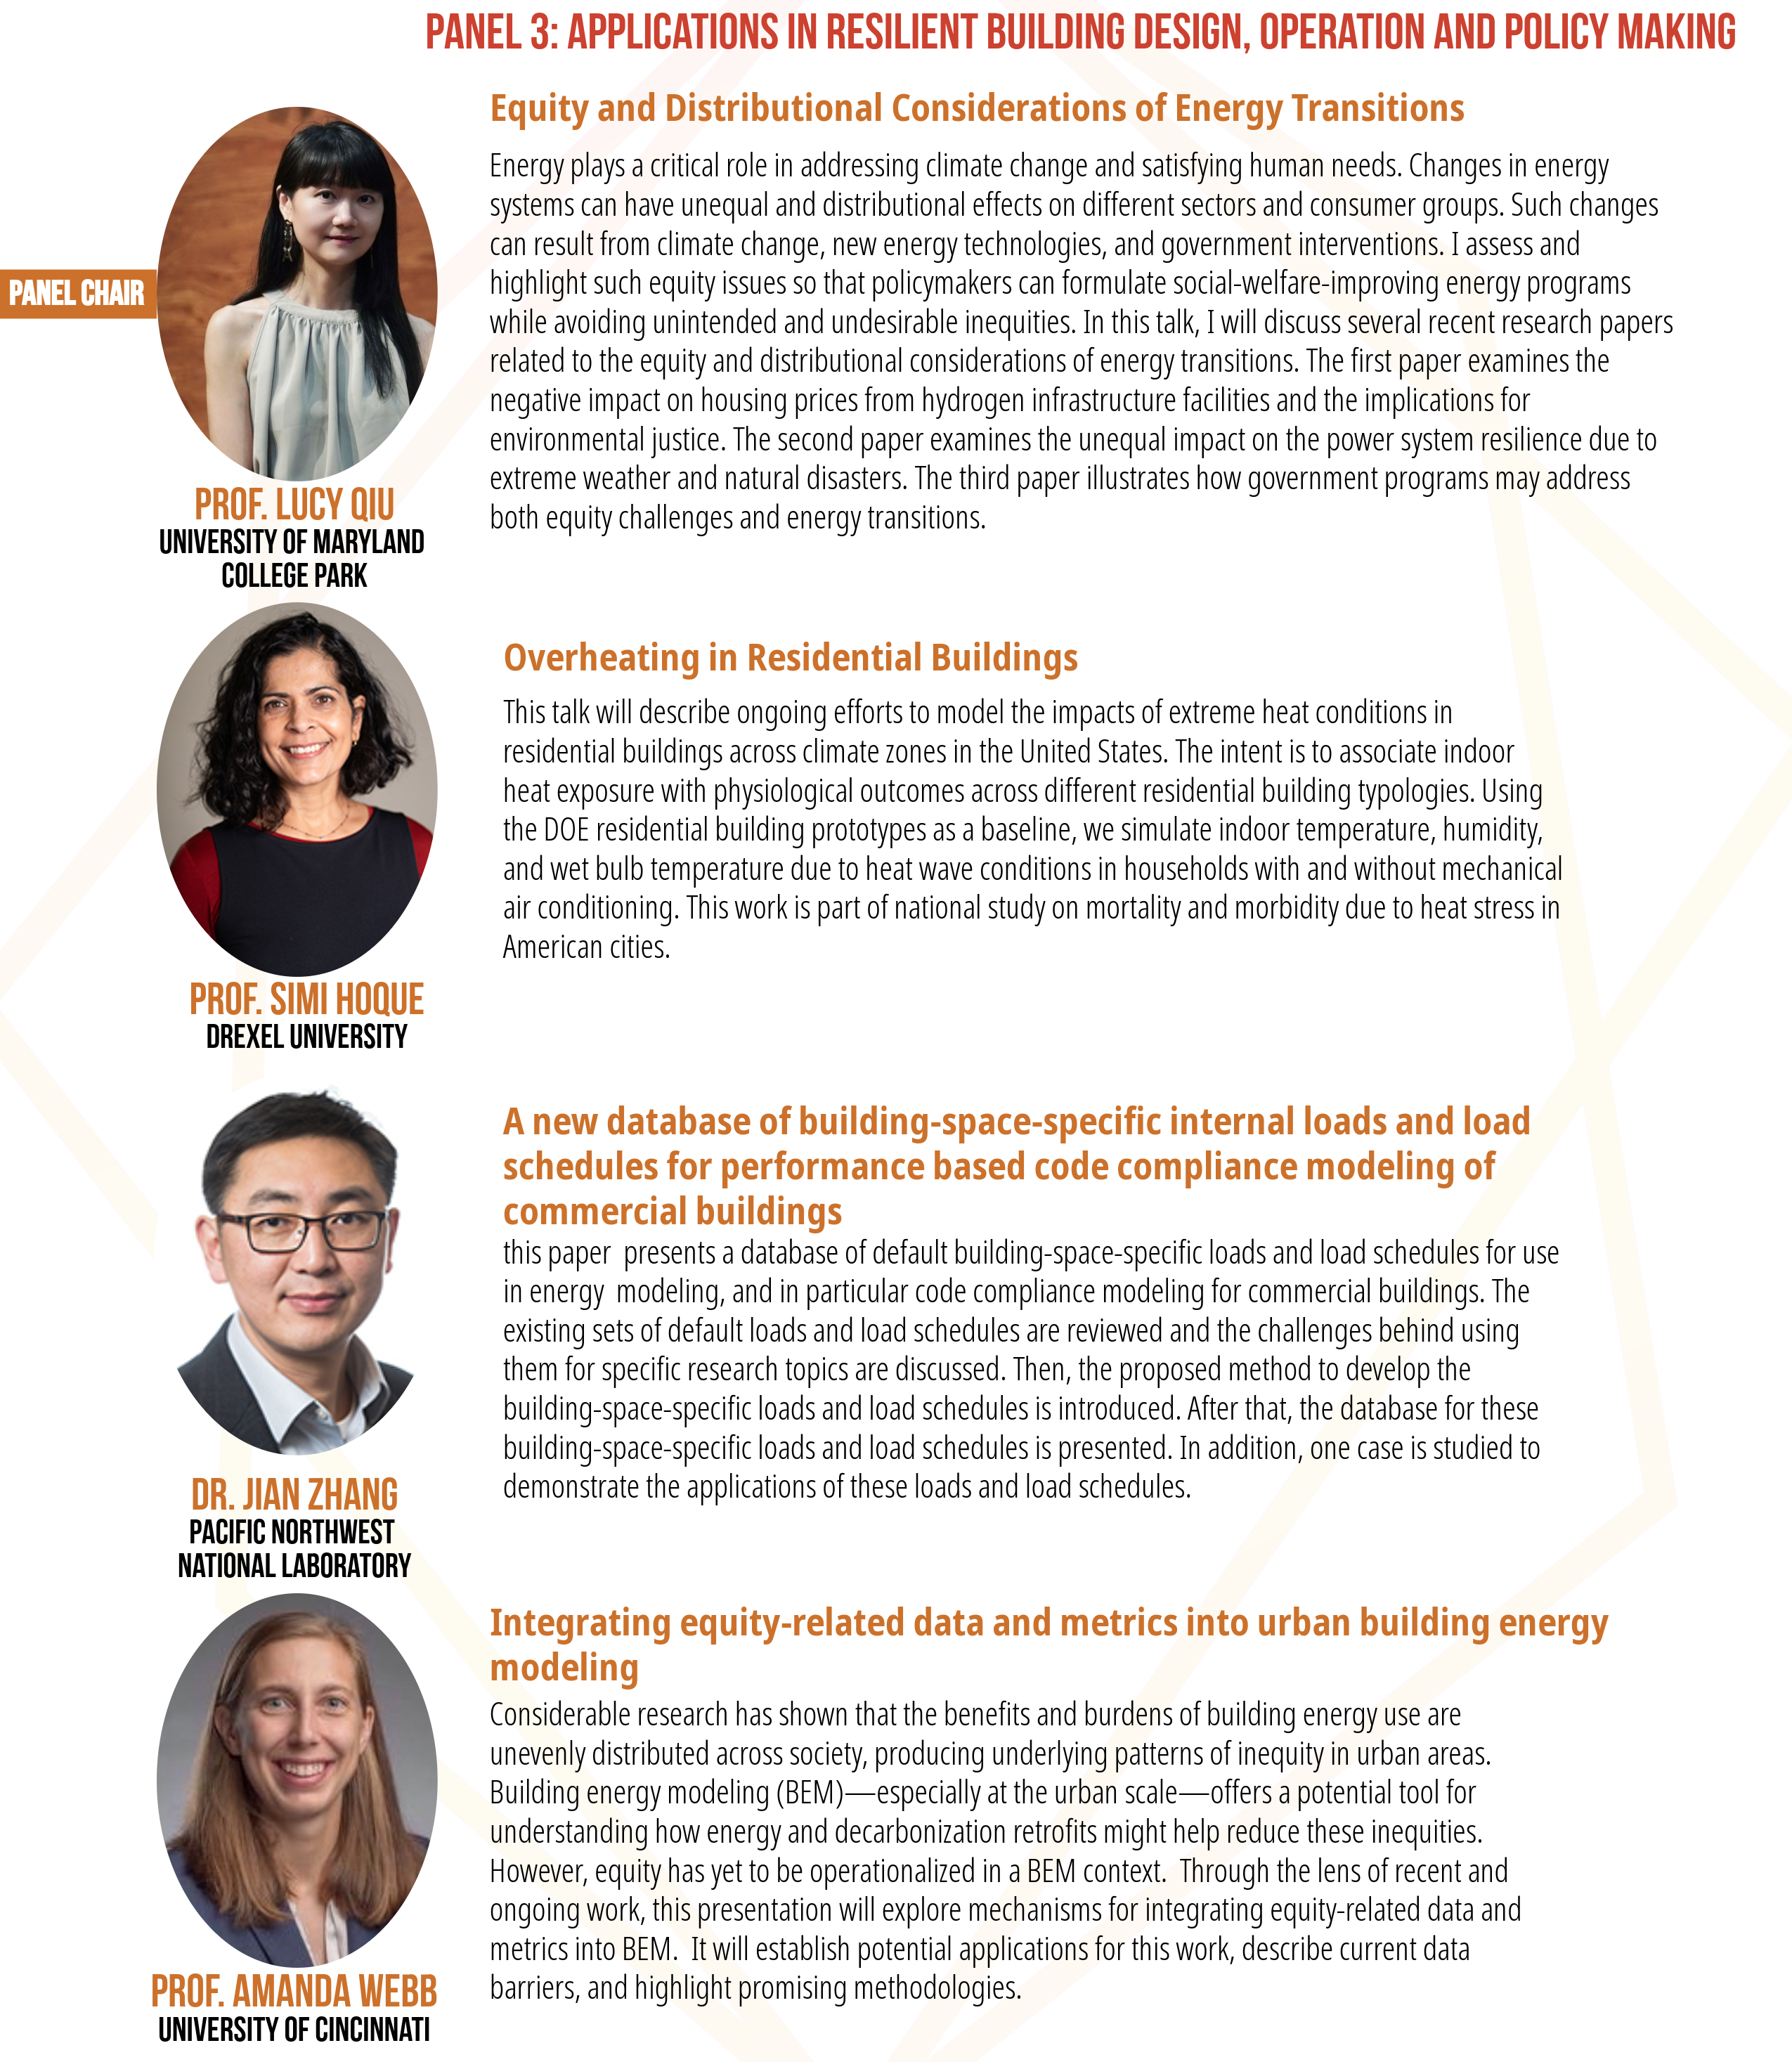 PANEL 3: APPLICATIONS IN RESILIENT BUILDING DESIGN, OPERATION AND POLICY MAKING
PANEL CHAIR
PROF. LUCY QIU
UNIVERSITY OF MARYLAND
COLLEGE PARK
Equity and Distributional Considerations of Energy Transitions
Energy plays a critical role in addressing climate change and satisfying human needs. Changes in energy
systems can have unequal and distributional effects on different sectors and consumer groups. Such changes
can result from climate change, new energy technologies, and government interventions. I assess and
highlight such equity issues so that policymakers can formulate social-welfare-improving energy programs
while avoiding unintended and undesirable inequities. In this talk, I will discuss several recent research papers
related to the equity and distributional considerations of energy transitions. The first paper examines the
negative impact on housing prices from hydrogen infrastructure facilities and the implications for
environmental justice. The second paper examines the unequal impact on the power system resilience due to
extreme weather and natural disasters. The third paper illustrates how government programs may address
both equity challenges and energy transitions.
PROF. SIMI HOQUE
DREXEL UNIVERSITY
Overheating in Residential Buildings
This talk will describe ongoing efforts to model the impacts of extreme heat conditions in
residential buildings across climate zones in the United States. The intent is to associate indoor
heat exposure with physiological outcomes across different residential building typologies. Using
the DOE residential building prototypes as a baseline, we simulate indoor temperature, humidity,
and wet bulb temperature due to heat wave conditions in households with and without mechanical
air conditioning. This work is part of national study on mortality and morbidity due to heat stress in
American cities.
DR. JIAN ZHANG
PACIFIC NORTHWEST
NATIONAL LABORATORY
A new database of building-space-specific internal loads and load
schedules for performance based code compliance modeling of
commercial buildings
this paper  presents a database of default building-space-specific loads and load schedules for use
in energy  modeling, and in particular code compliance modeling for commercial buildings. The
existing sets of default loads and load schedules are reviewed and the challenges behind using
them for specific research topics are discussed. Then, the proposed method to develop the
building-space-specific loads and load schedules is introduced. After that, the database for these
building-space-specific loads and load schedules is presented. In addition, one case is studied to
demonstrate the applications of these loads and load schedules.
PROF. AMANDA WEBB
UNIVERSITY OF CINCINNATI
Integrating equity-related data and metrics into urban building energy
modeling
Considerable research has shown that the benefits and burdens of building energy use are
unevenly distributed across society, producing underlying patterns of inequity in urban areas.
Building energy modeling (BEM)—especially at the urban scale—offers a potential tool for
understanding how energy and decarbonization retrofits might help reduce these inequities.
However, equity has yet to be operationalized in a BEM context.  Through the lens of recent and
ongoing work, this presentation will explore mechanisms for integrating equity-related data and
metrics into BEM.  It will establish potential applications for this work, describe current data
barriers, and highlight promising methodologies.